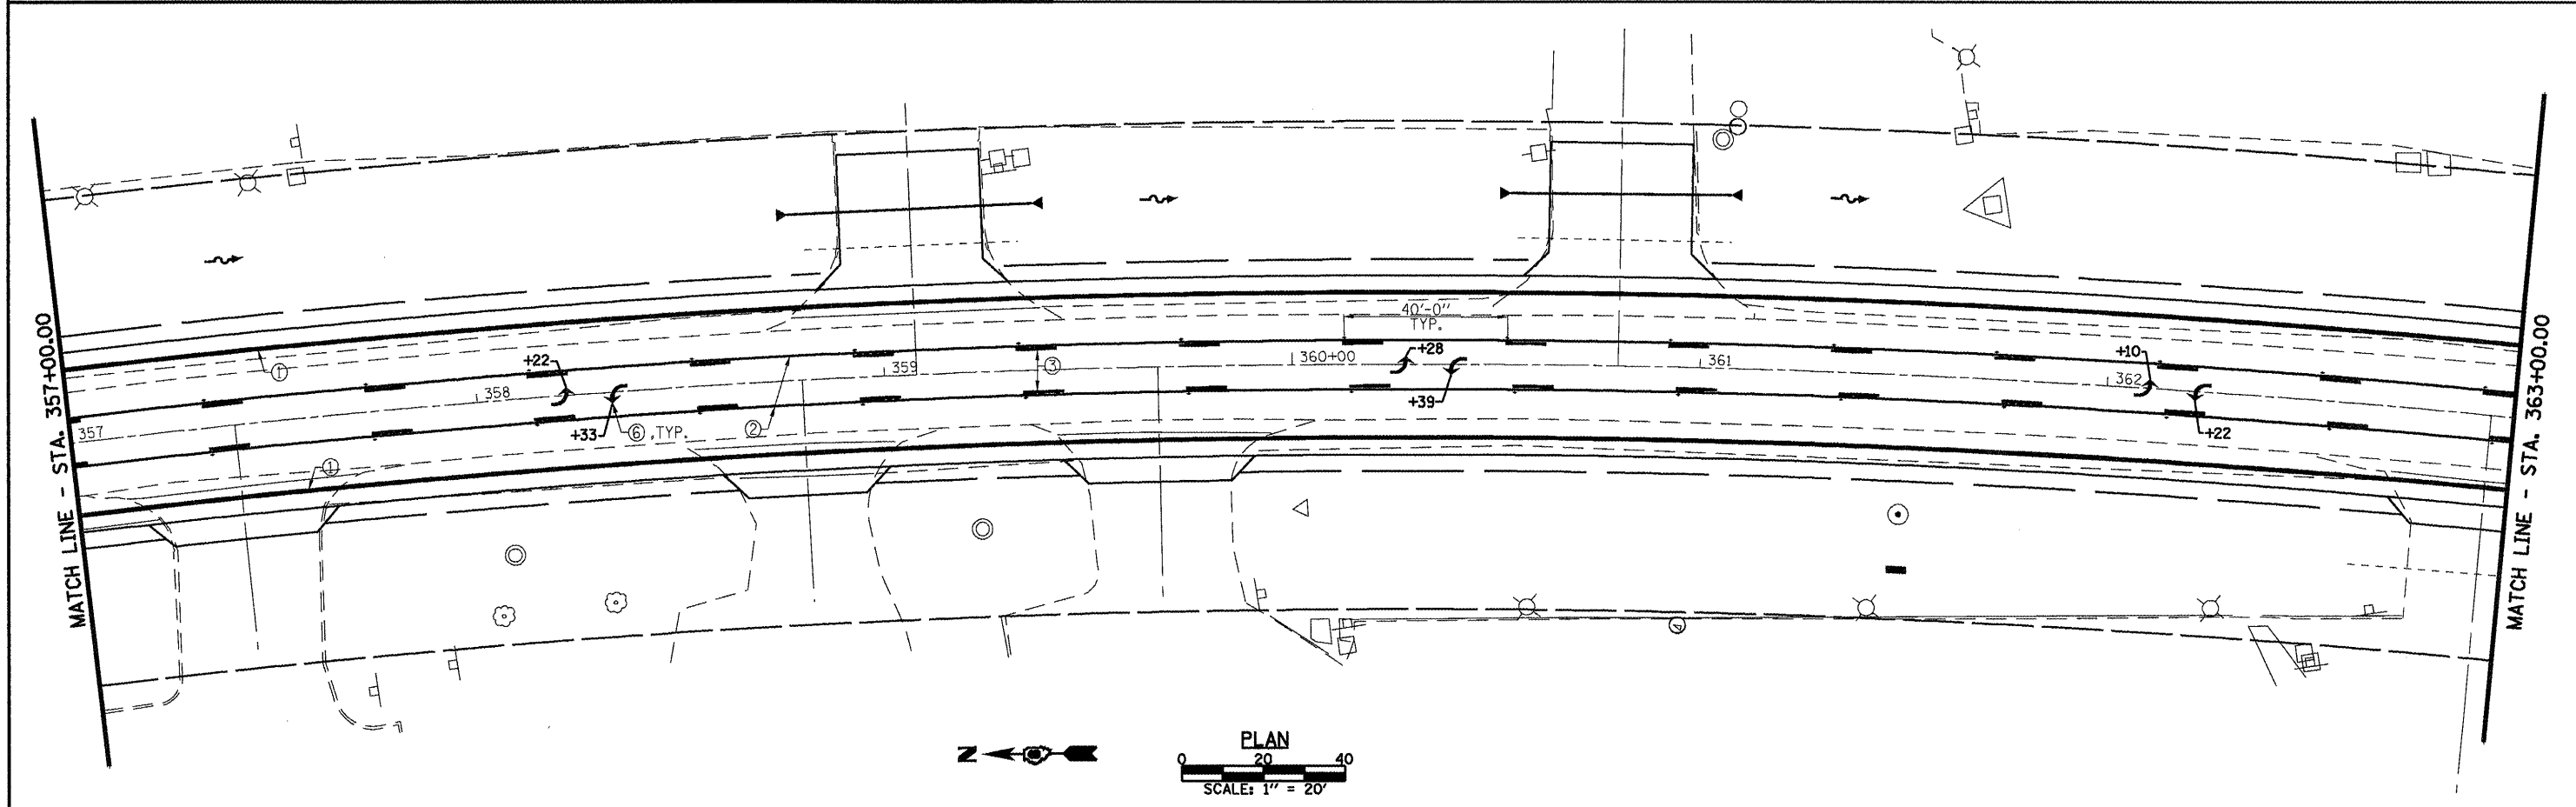 MATCH LINE - STA. 357+00.00
MATCH LINE - STA. 363+00.00
40'-0"
TYP.
+28
360+00
+22
359
3
361
+10
362
1
358
+39
+33
6 , TYP.
2
+22
357
1
4
N
PLAN
0 20 40
SCALE: 1" = 20'